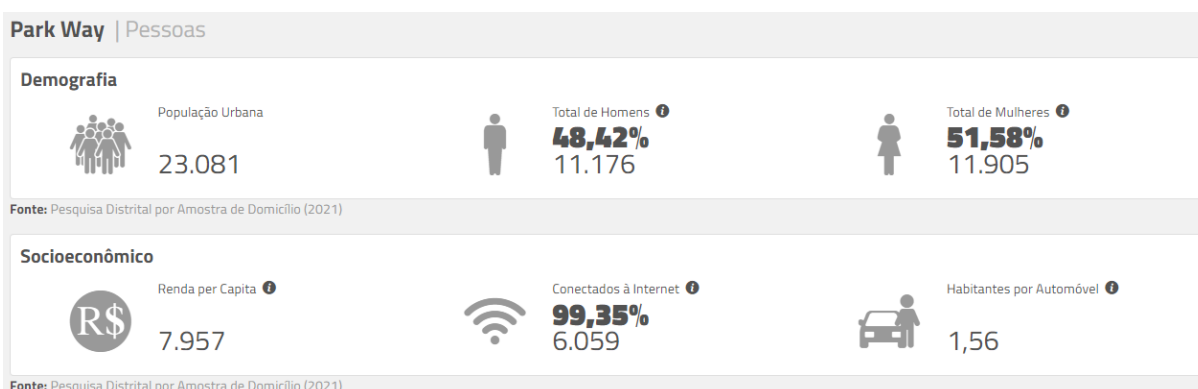 Park Way | Pessoas
Demografia
População Urbana
23.081
Total de Homens
48,42%
11.176
Total de Mulheres
51,58%
11.905
Fonte: Pesquisa Distrital por Amostra de Domicílio (2021)
Socioeconômico
R$
Renda per Capita
7.957
Conectados à Internet
99,35%
6.059
Habitantes por Automóvel
1,56
Fonte: Pesquisa Distrital por Amostra de Domicílio (2021)